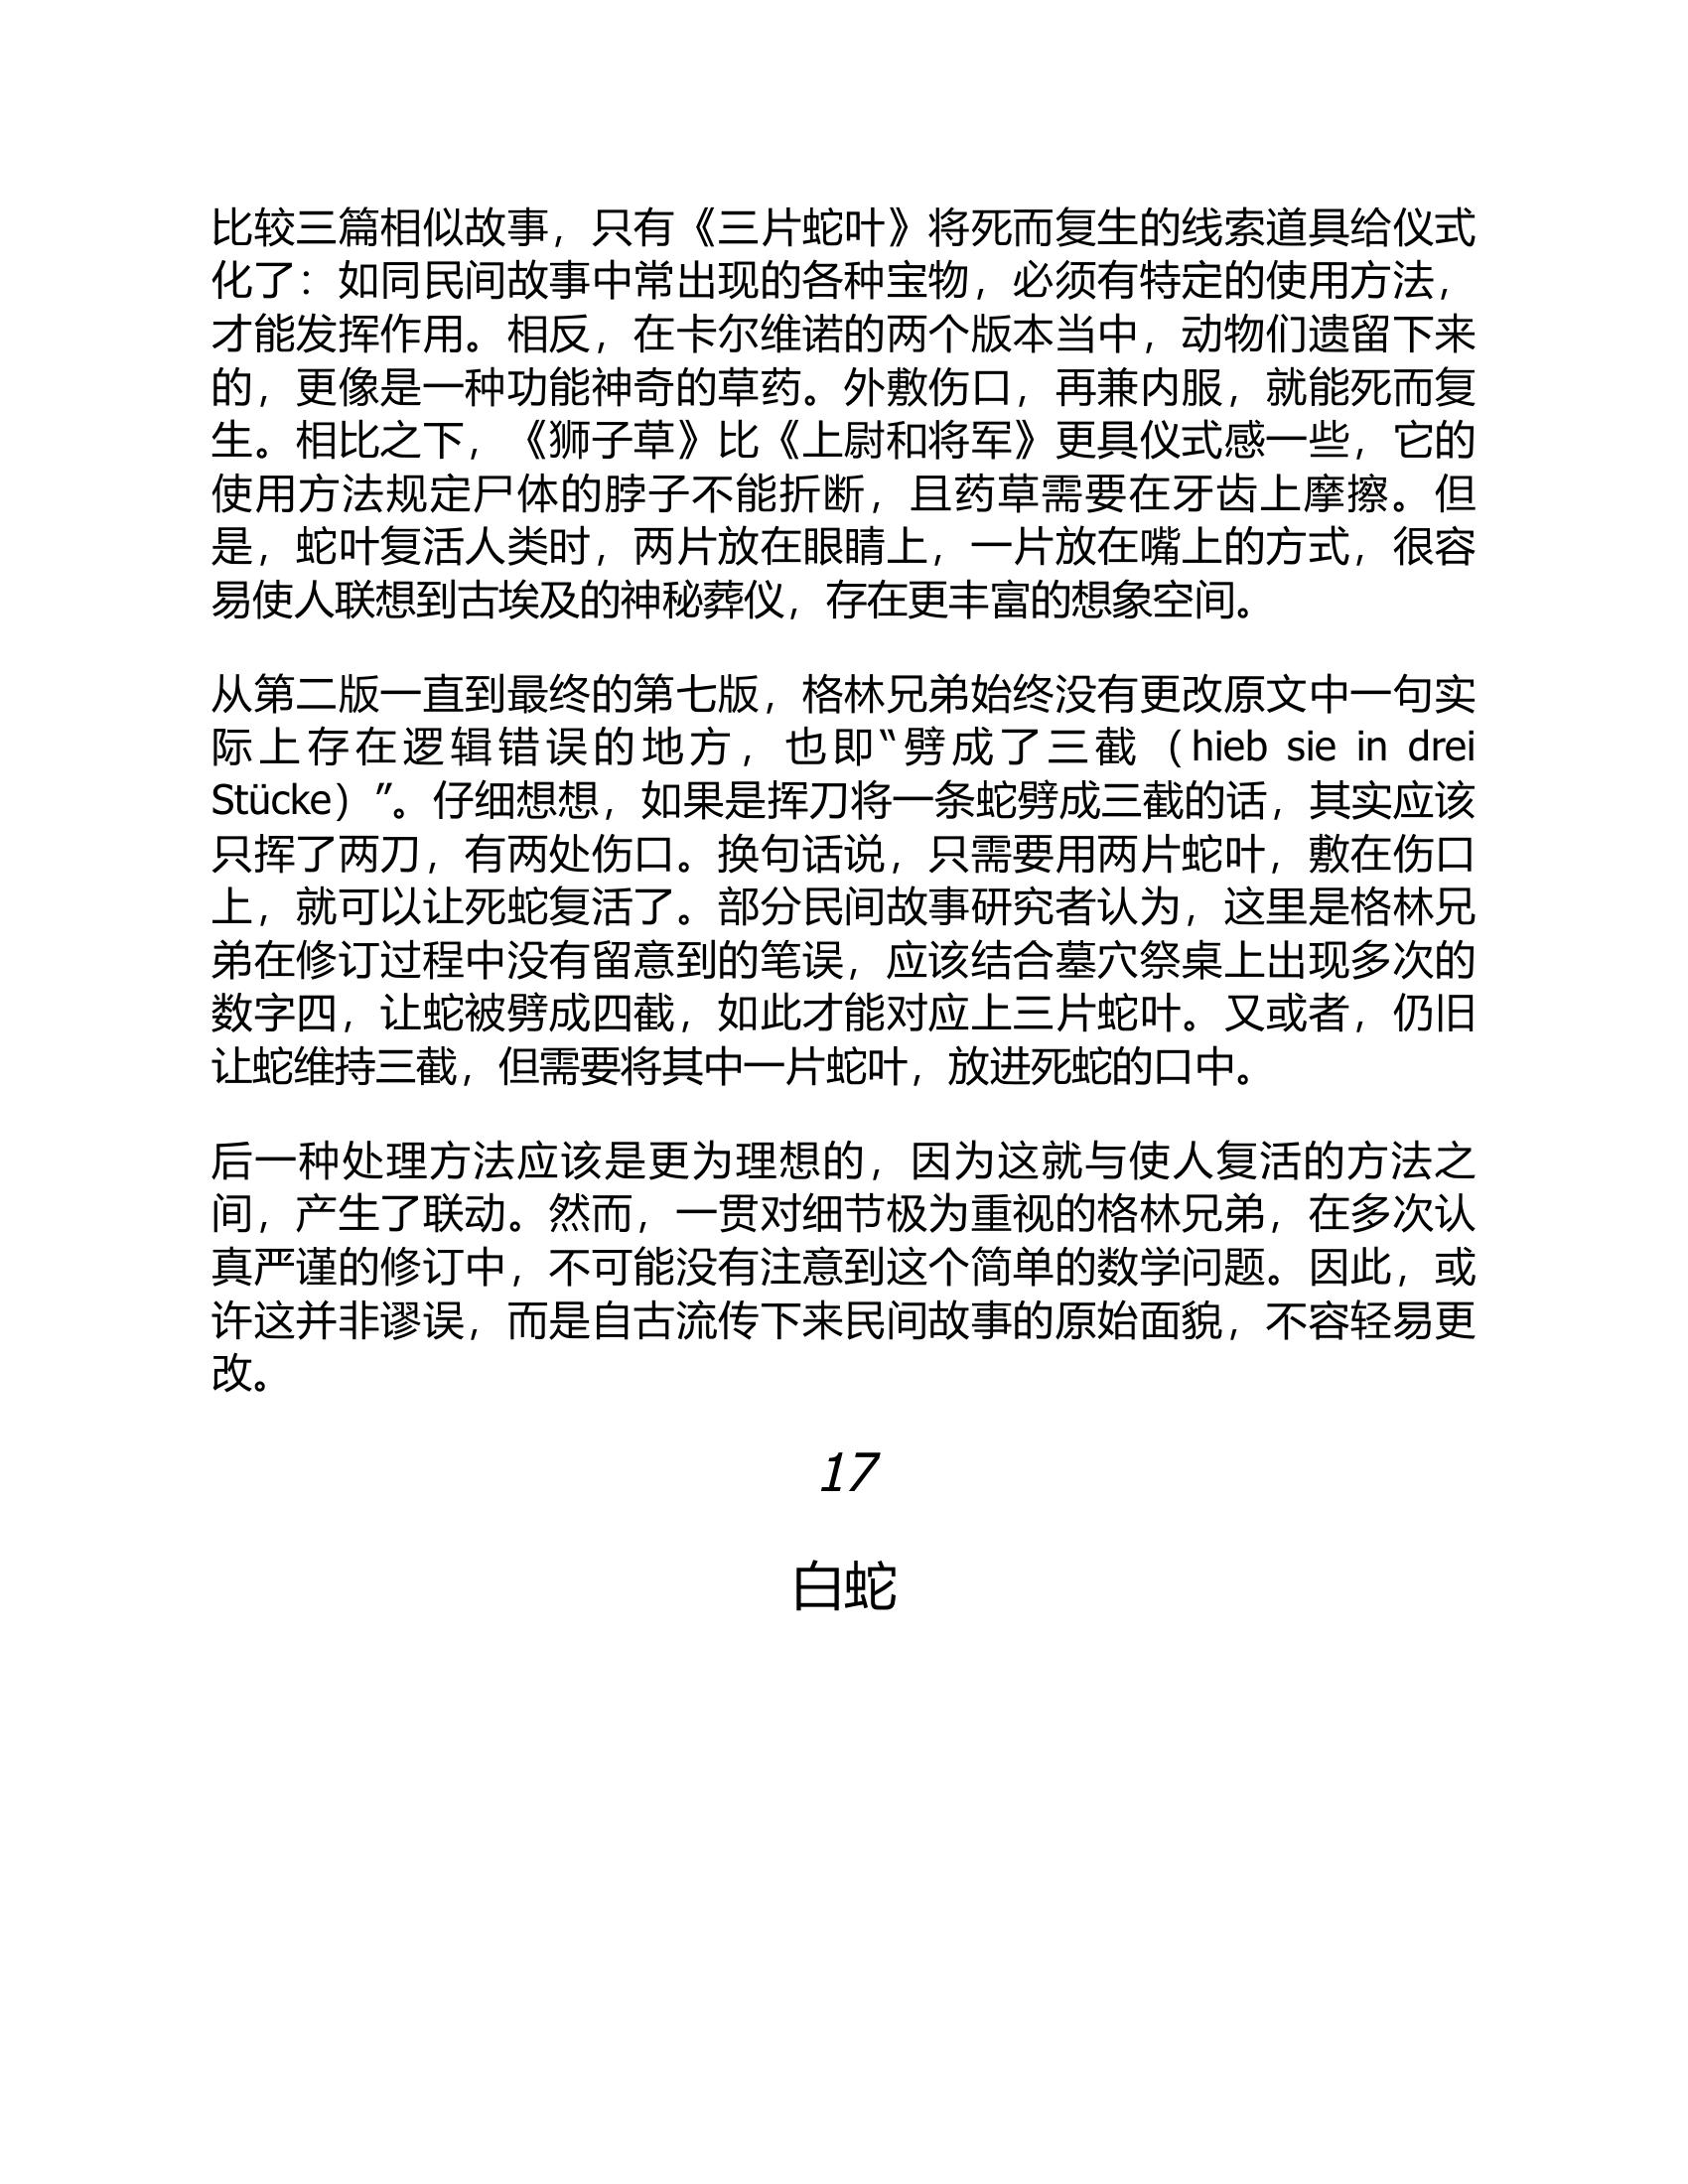 比较三篇相似故事，只有《三片蛇叶》将死而复生的线索道具给仪式
化了：如同民间故事中常出现的各种宝物，必须有特定的使用方法，
才能发挥作用。相反，在卡尔维诺的两个版本当中，动物们遗留下来
的，更像是一种功能神奇的草药。外敷伤口，再兼内服，就能死而复
生。相比之下，《狮子草》比《上尉和将军》更具仪式感一些，它的
使用方法规定尸体的脖子不能折断，且药草需要在牙齿上摩擦。但
是，蛇叶复活人类时，两片放在眼睛上，一片放在嘴上的方式，很容
易使人联想到古埃及的神秘葬仪，存在更丰富的想象空间。
从第二版一直到最终的第七版，格林兄弟始终没有更改原文中一句实
际上存在逻辑错误的地方，也即“劈成了三截（hieb sie in drei
Stücke）”。仔细想想，如果是挥刀将一条蛇劈成三截的话，其实应该
只挥了两刀，有两处伤口。换句话说，只需要用两片蛇叶，敷在伤口
上，就可以让死蛇复活了。部分民间故事研究者认为，这里是格林兄
弟在修订过程中没有留意到的笔误，应该结合墓穴祭桌上出现多次的
数字四，让蛇被劈成四截，如此才能对应上三片蛇叶。又或者，仍旧
让蛇维持三截，但需要将其中一片蛇叶，放进死蛇的口中。
后一种处理方法应该是更为理想的，因为这就与使人复活的方法之
间，产生了联动。然而，一贯对细节极为重视的格林兄弟，在多次认
真严谨的修订中，不可能没有注意到这个简单的数学问题。因此，或
许这并非谬误，而是自古流传下来民间故事的原始面貌，不容轻易更
改。
17
白蛇